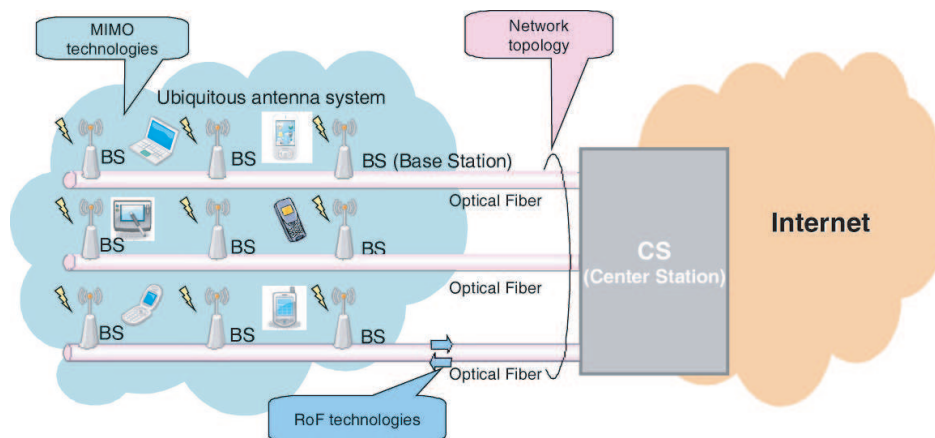 MIMO
technologies
Network
topology
Ubiquitous antenna system
BS
BS
BS (Base Station)
Optical Fiber
BS
BS
BS
Optical Fiber
CS
(Center Station)
Internet
BS
BS
BS
Optical Fiber
RoF technologies